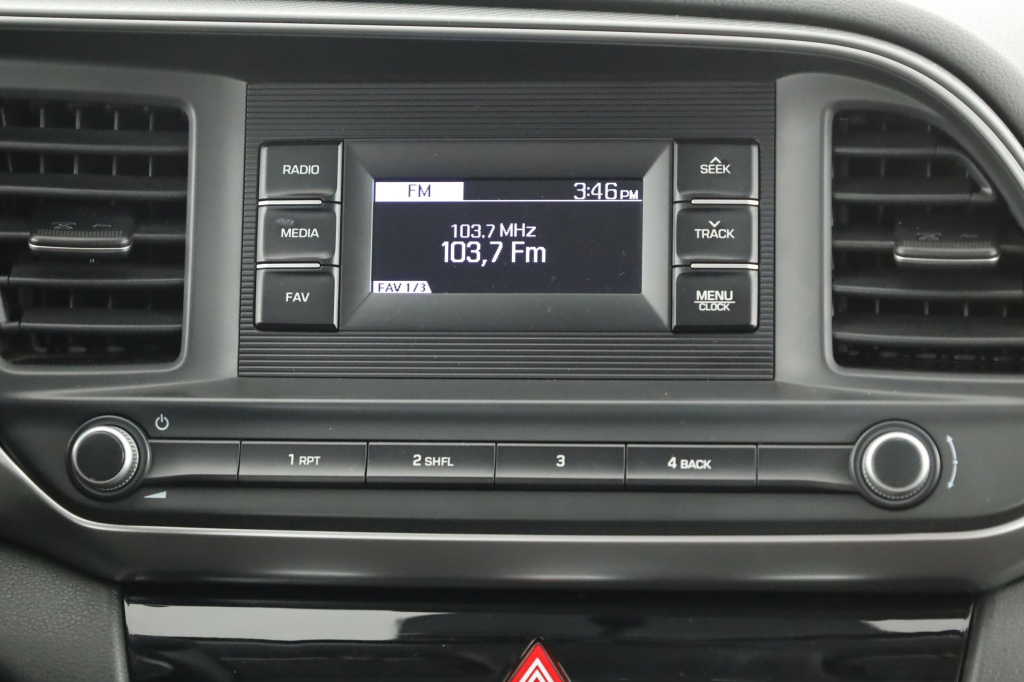 RADIO
MEDIA
FAV
FM 3:46 PM
103.7 MHz
103,7 Fm
FAV 1/3
SEEK
TRACK
MENU
CLOCK
1 RPT
2 SHFL
3
4 BACK